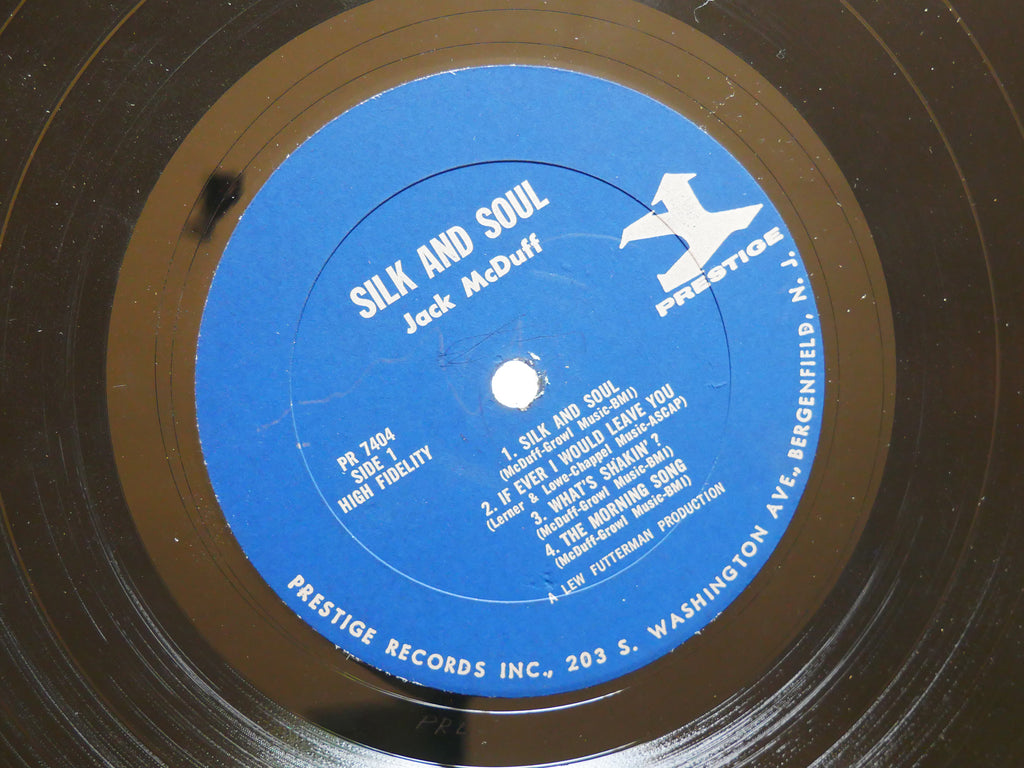 SILK AND SOUL
Jack McDuff
PRESTIGE
PR 7404
SIDE 1
HIGH FIDELITY
1. SILK AND SOUL
(McDuff-Growl Music-BMI)
2. IF EVER I WOULD LEAVE YOU
(Lerner & Lowe-Chappel Music-ASCAP)
3. WHAT'S SHAKIN'?
(McDuff-Growl Music-BMI)
4. THE MORNING SONG
(McDuff-Growl Music-BMI)
A LEW FUTTERMAN PRODUCTION
PRESTIGE RECORDS INC., 203 S. WASHINGTON AVE., BERGENFIELD, N. J.